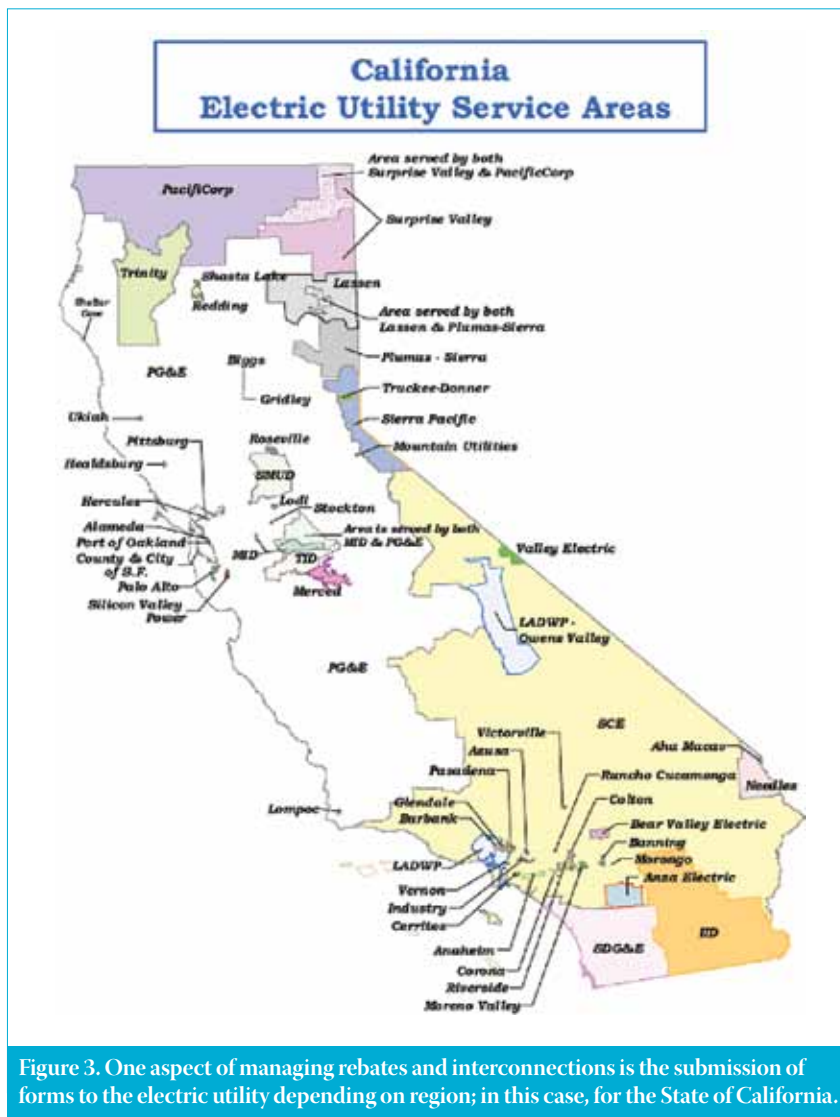 California
Electric Utility Service Areas
Area served by both
Surprise Valley & PacificCorp
PacifiCorp
Surprise Valley
Trinity
Shasta Lake
Lassen
Redding
Shelter
Cove
Area served by both
Lassen & Plumas-Sierra
PG&E
Biggs
Plumas - Sierra
Gridley
Truckee-Donner
Ukiah
Sierra Pacific
Pittsburg
Roseville
Mountain Utilities
Healdsburg
SMUD
Hercules
Lodi
Stockton
Alameda
Area is served by both
MID & PG&E
Port of Oakland
County & City
of S.F.
MID
TID
Valley Electric
Palo Alto
Merced
Silicon Valley
Power
LADWP -
Owens Valley
PG&E
SCE
Victorville
Azusa
Aha Macav
Pasadena
Rancho Cucamonga
Needles
Glendale
Colton
Lompoc
Burbank
Bear Valley Electric
Banning
LADWP
Morongo
Vernon
Anza Electric
Industry
Cerritos
IID
Anaheim
SDG&E
Corona
Riverside
Moreno Valley
Figure 3. One aspect of managing rebates and interconnections is the submission of
forms to the electric utility depending on region; in this case, for the State of California.